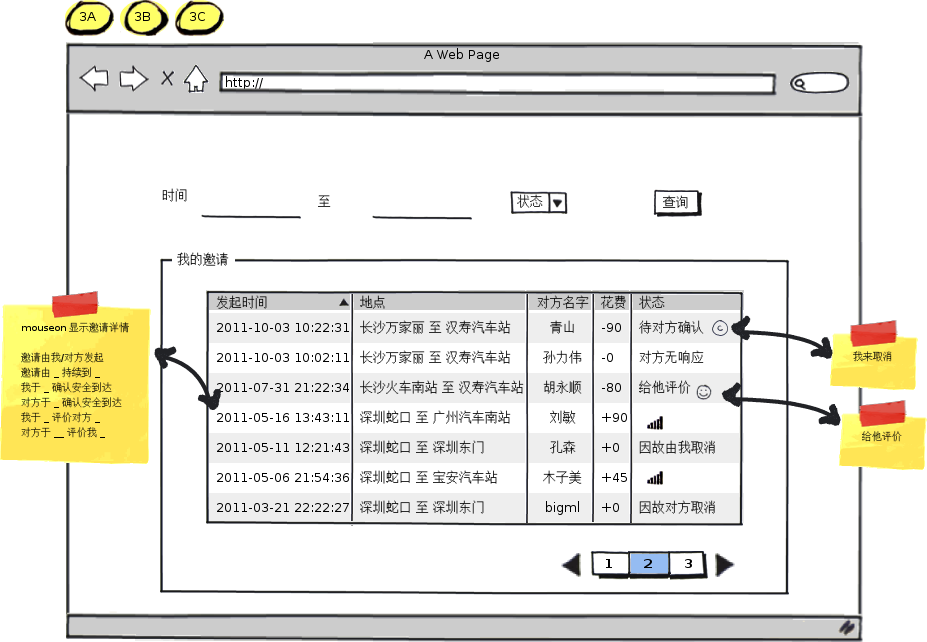 3A 3B 3C
A Web Page
http://
时间 至 状态 查询
我的邀请
发起时间 地点 对方名字 花费 状态
2011-10-03 10:22:31 长沙万家丽 至 汉寿汽车站 青山 -90 待对方确认
2011-10-03 10:02:11 长沙万家丽 至 汉寿汽车站 孙力伟 -0 对方无响应
2011-07-31 21:22:34 长沙火车南站 至 汉寿汽车站 胡永顺 -80 给他评价
2011-05-16 13:43:11 深圳蛇口 至 广州汽车南站 刘敏 +90
2011-05-11 12:21:43 深圳蛇口 至 深圳东门 孔森 +0 因故由我取消
2011-05-06 21:54:36 深圳蛇口 至 宝安汽车站 木子美 +45
2011-03-21 22:22:27 深圳蛇口 至 深圳东门 bigml +0 因故对方取消
1 2 3
mouseon 显示邀请详情
邀请由我/对方发起
邀请由 _ 持续到 _
我于 _ 确认安全到达
对方于 _ 确认安全到达
我于 _ 评价对方 _
对方于 __ 评价我 _
我来取消
给他评价